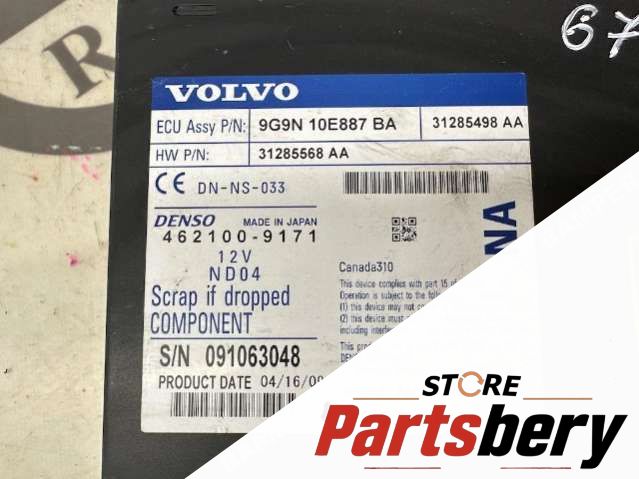 67
R
VOLVO
ECU Assy P/N: 9G9N 10E887 BA 31285498 AA
HW P/N: 31285568 AA
CE DN-NS-033
DENSO MADE IN JAPAN
462100-9171
12V
ND04
Scrap if dropped
COMPONENT
S/N 091063048
PRODUCT DATE 04/16/09
NA
Canada310
This device complies with part 15 of
Operation is subject to the
(1) this device may not
(2) this device must
including
STORE
Partsbery